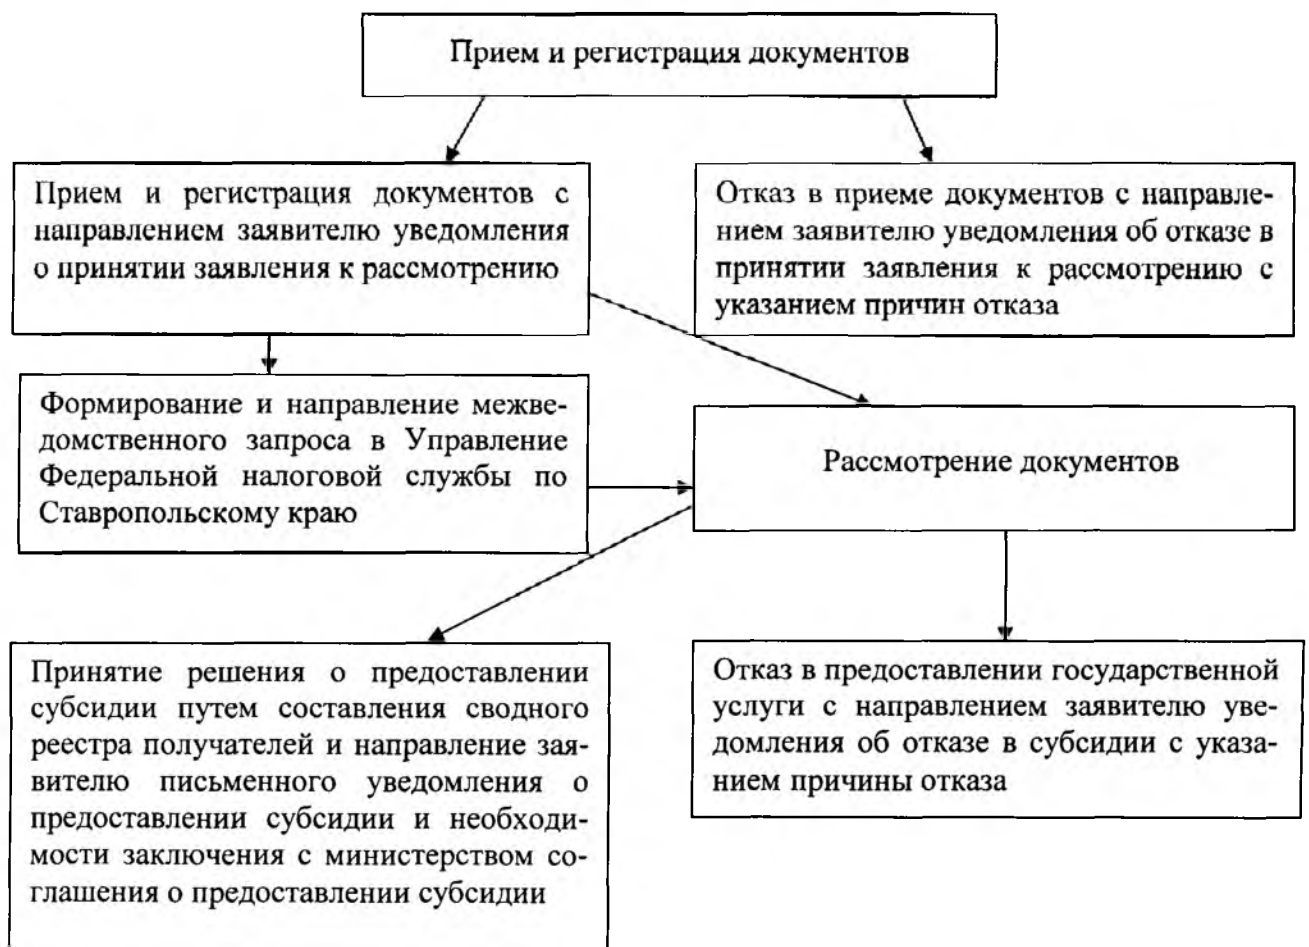 Прием и регистрация документов
Прием и регистрация документов с
направлением заявителю уведомления
о принятии заявления к рассмотрению
Отказ в приеме документов с направле-
нием заявителю уведомления об отказе в
принятии заявления к рассмотрению с
указанием причин отказа
Формирование и направление межве-
домственного запроса в Управление
Федеральной налоговой службы по
Ставропольскому краю
Рассмотрение документов
Принятие решения о предоставлении
субсидии путем составления сводного
реестра получателей и направление зая-
вителю письменного уведомления о
предоставлении субсидии и необходи-
мости заключения с министерством со-
глашения о предоставлении субсидии
Отказ в предоставлении государственной
услуги с направлением заявителю уве-
домления об отказе в субсидии с указа-
нием причины отказа